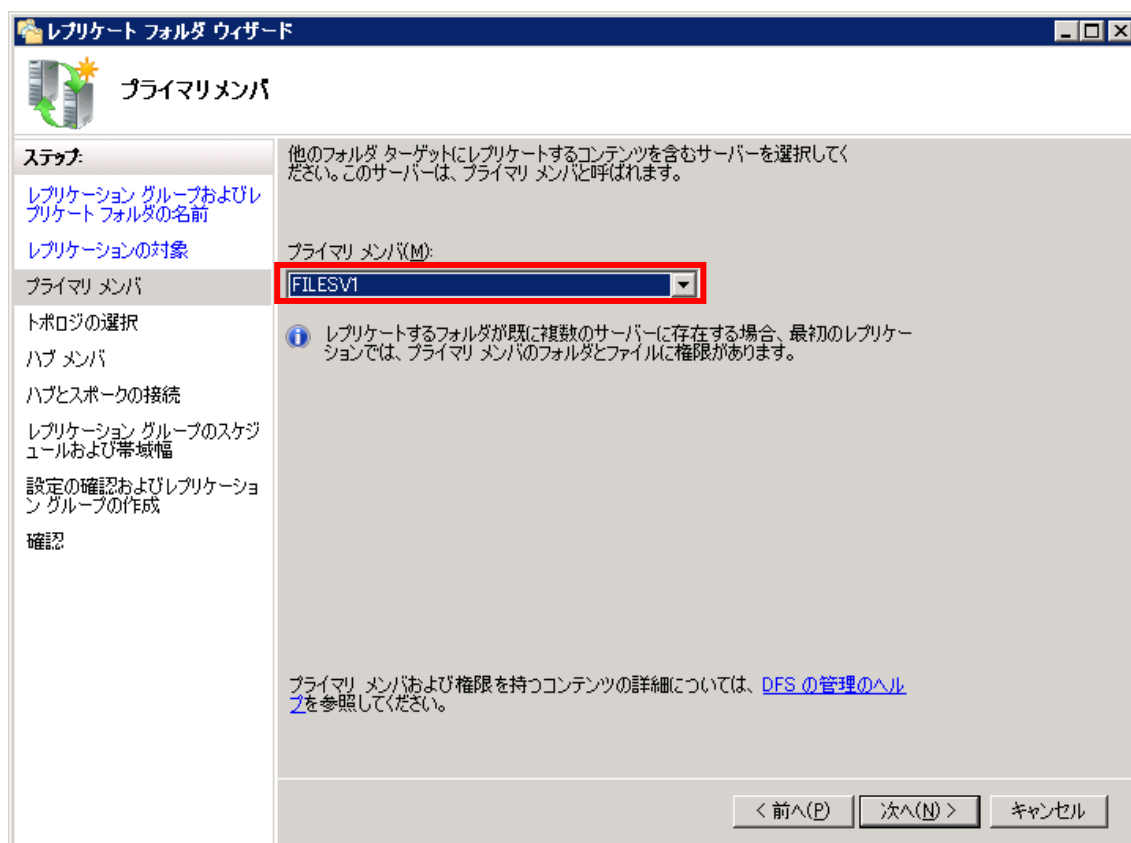 レプリケート フォルダ ウィザード
プライマリ メンバ
ステップ:
レプリケーション グループおよびレ
プリケート フォルダの名前
レプリケーションの対象
プライマリ メンバ
トポロジの選択
ハブ メンバ
ハブとスポークの接続
レプリケーション グループのスケジ
ュールおよび帯域幅
設定の確認およびレプリケーショ
ン グループの作成
確認
他のフォルダ ターゲットにレプリケートするコンテンツを含むサーバーを選択してく
ださい。このサーバーは、プライマリ メンバと呼ばれます。
プライマリ メンバ(M):
FILESV1
レプリケートするフォルダが既に複数のサーバーに存在する場合、最初のレプリケー
ションでは、プライマリ メンバのフォルダとファイルに権限があります。
プライマリ メンバおよび権限を持つコンテンツの詳細については、DFS の管理のヘル
プを参照してください。
< 前へ(P)
次へ(N) >
キャンセル